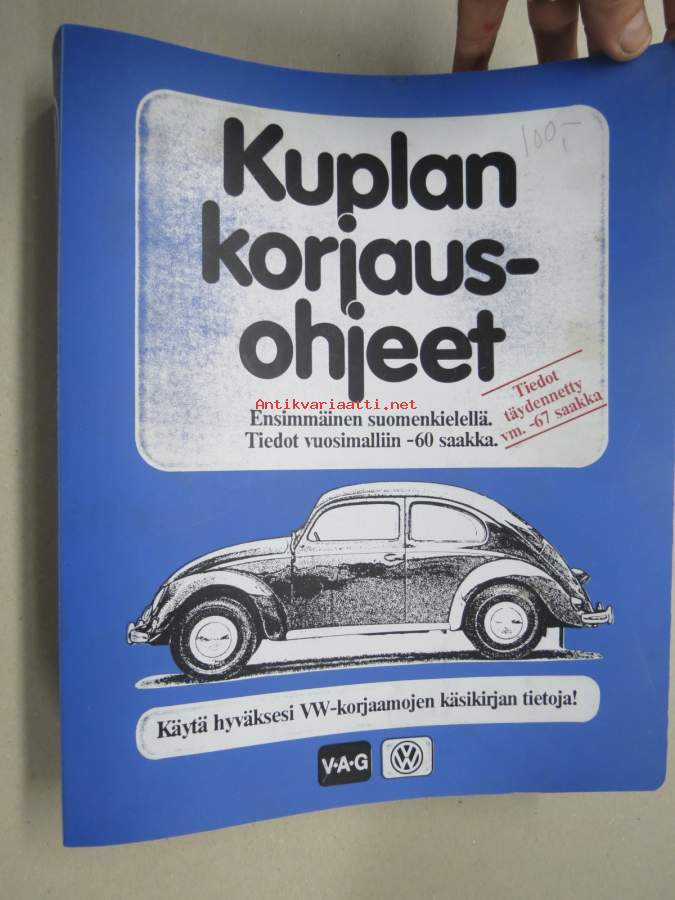 Kuplan
100,-
korjaus-
ohjeet
Antikvariaatti.net
Ensimmäinen suomenkielellä.
Tiedot vuosimalliin -60 saakka.
Tiedot
täydennetty
vm. -67 saakka
Käytä hyväksesi VW-korjaamojen käsikirjan tietoja!
V·A·G
VW